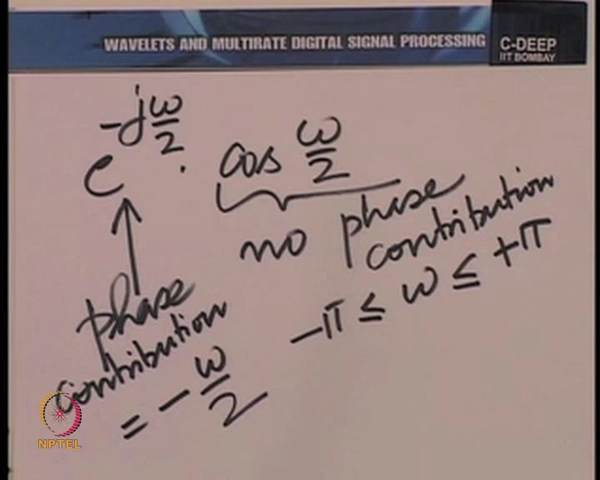 WAVELETS AND MULTIRATE DIGITAL SIGNAL PROCESSING
C-DEEP
IIT BOMBAY
e^{-jω/2} · cos ω/2
no phase contribution
-π ≤ ω ≤ +π
phase
contribution
= -ω/2
NPTEL